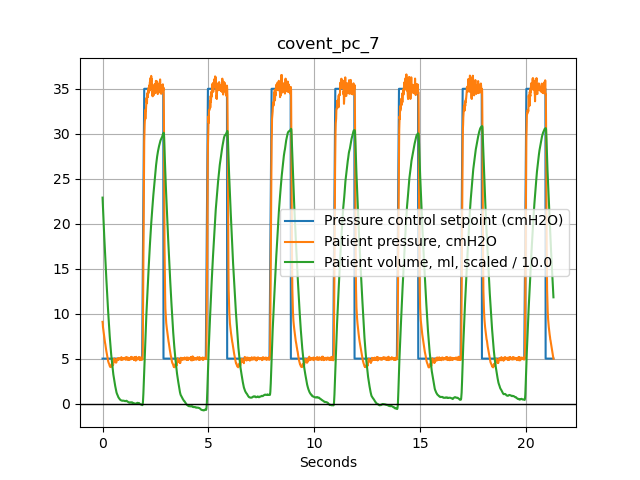 covent_pc_7
35
30
25
20
15
10
5
0
Pressure control setpoint (cmH2O)
Patient pressure, cmH2O
Patient volume, ml, scaled / 10.0
0 5 10 15 20
Seconds